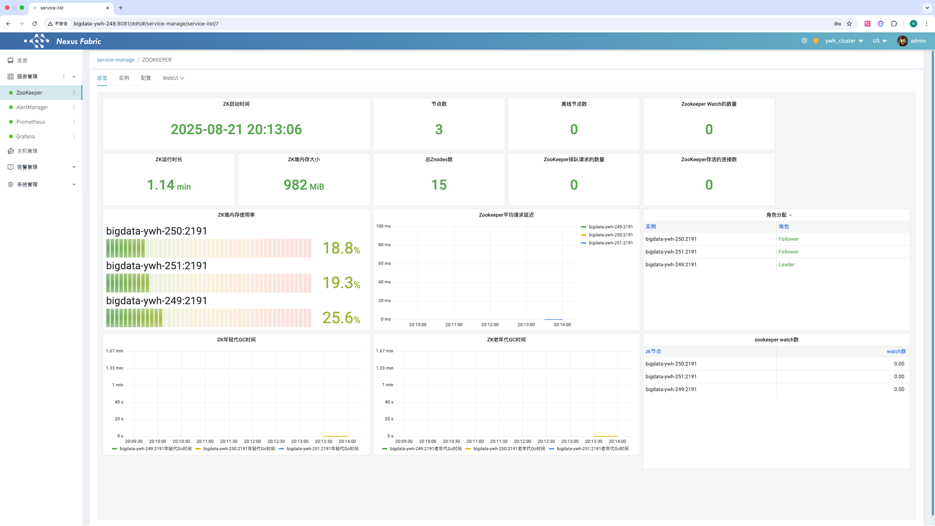 service-list
不安全 bigdata-ywh-248:8081/ddh/#/service-manage/service-list/7
Nexus Fabric
ywh_cluster US admin
总览
服务管理
ZooKeeper
AlertManager
Prometheus
Grafana
主机管理
告警管理
系统管理
service-manage / ZOOKEEPER
总览 实例 配置 WebUI
ZK启动时间
2025-08-21 20:13:06
节点数
3
离线节点数
0
Zookeeper Watch的数量
0
ZK运行时长
1.14 min
ZK堆内存大小
982 MiB
总Znodes数
15
ZooKeeper排队请求的数量
0
ZooKeeper存活的连接数
0
ZK堆内存使用率
bigdata-ywh-250:2191
18.8%
bigdata-ywh-251:2191
19.3%
bigdata-ywh-249:2191
25.6%
Zookeeper平均请求延迟
100 ms
80 ms
60 ms
40 ms
20 ms
0 ms
20:10:00 20:11:00 20:12:00 20:13:00 20:14:00
bigdata-ywh-249:2191
bigdata-ywh-250:2191
bigdata-ywh-251:2191
角色分配
实例 角色
bigdata-ywh-250:2191 Follower
bigdata-ywh-251:2191 Follower
bigdata-ywh-249:2191 Leader
ZK年轻代GC时间
1.67 min
1.33 min
1 min
40 s
20 s
0 s
20:09:30 20:10:00 20:10:30 20:11:00 20:11:30 20:12:00 20:12:30 20:13:00 20:13:30 20:14:00
bigdata-ywh-249:2191年轻代Gc时间 bigdata-ywh-250:2191年轻代Gc时间 bigdata-ywh-251:2191年轻代Gc时间
ZK老年代GC时间
1.67 min
1.33 min
1 min
40 s
20 s
0 s
20:09:30 20:10:00 20:10:30 20:11:00 20:11:30 20:12:00 20:12:30 20:13:00 20:13:30 20:14:00
bigdata-ywh-249:2191老年代Gc时间 bigdata-ywh-250:2191老年代Gc时间 bigdata-ywh-251:2191老年代Gc时间
zookeeper watch数
zk节点 watch数
bigdata-ywh-250:2191 0.00
bigdata-ywh-251:2191 0.00
bigdata-ywh-249:2191 0.00